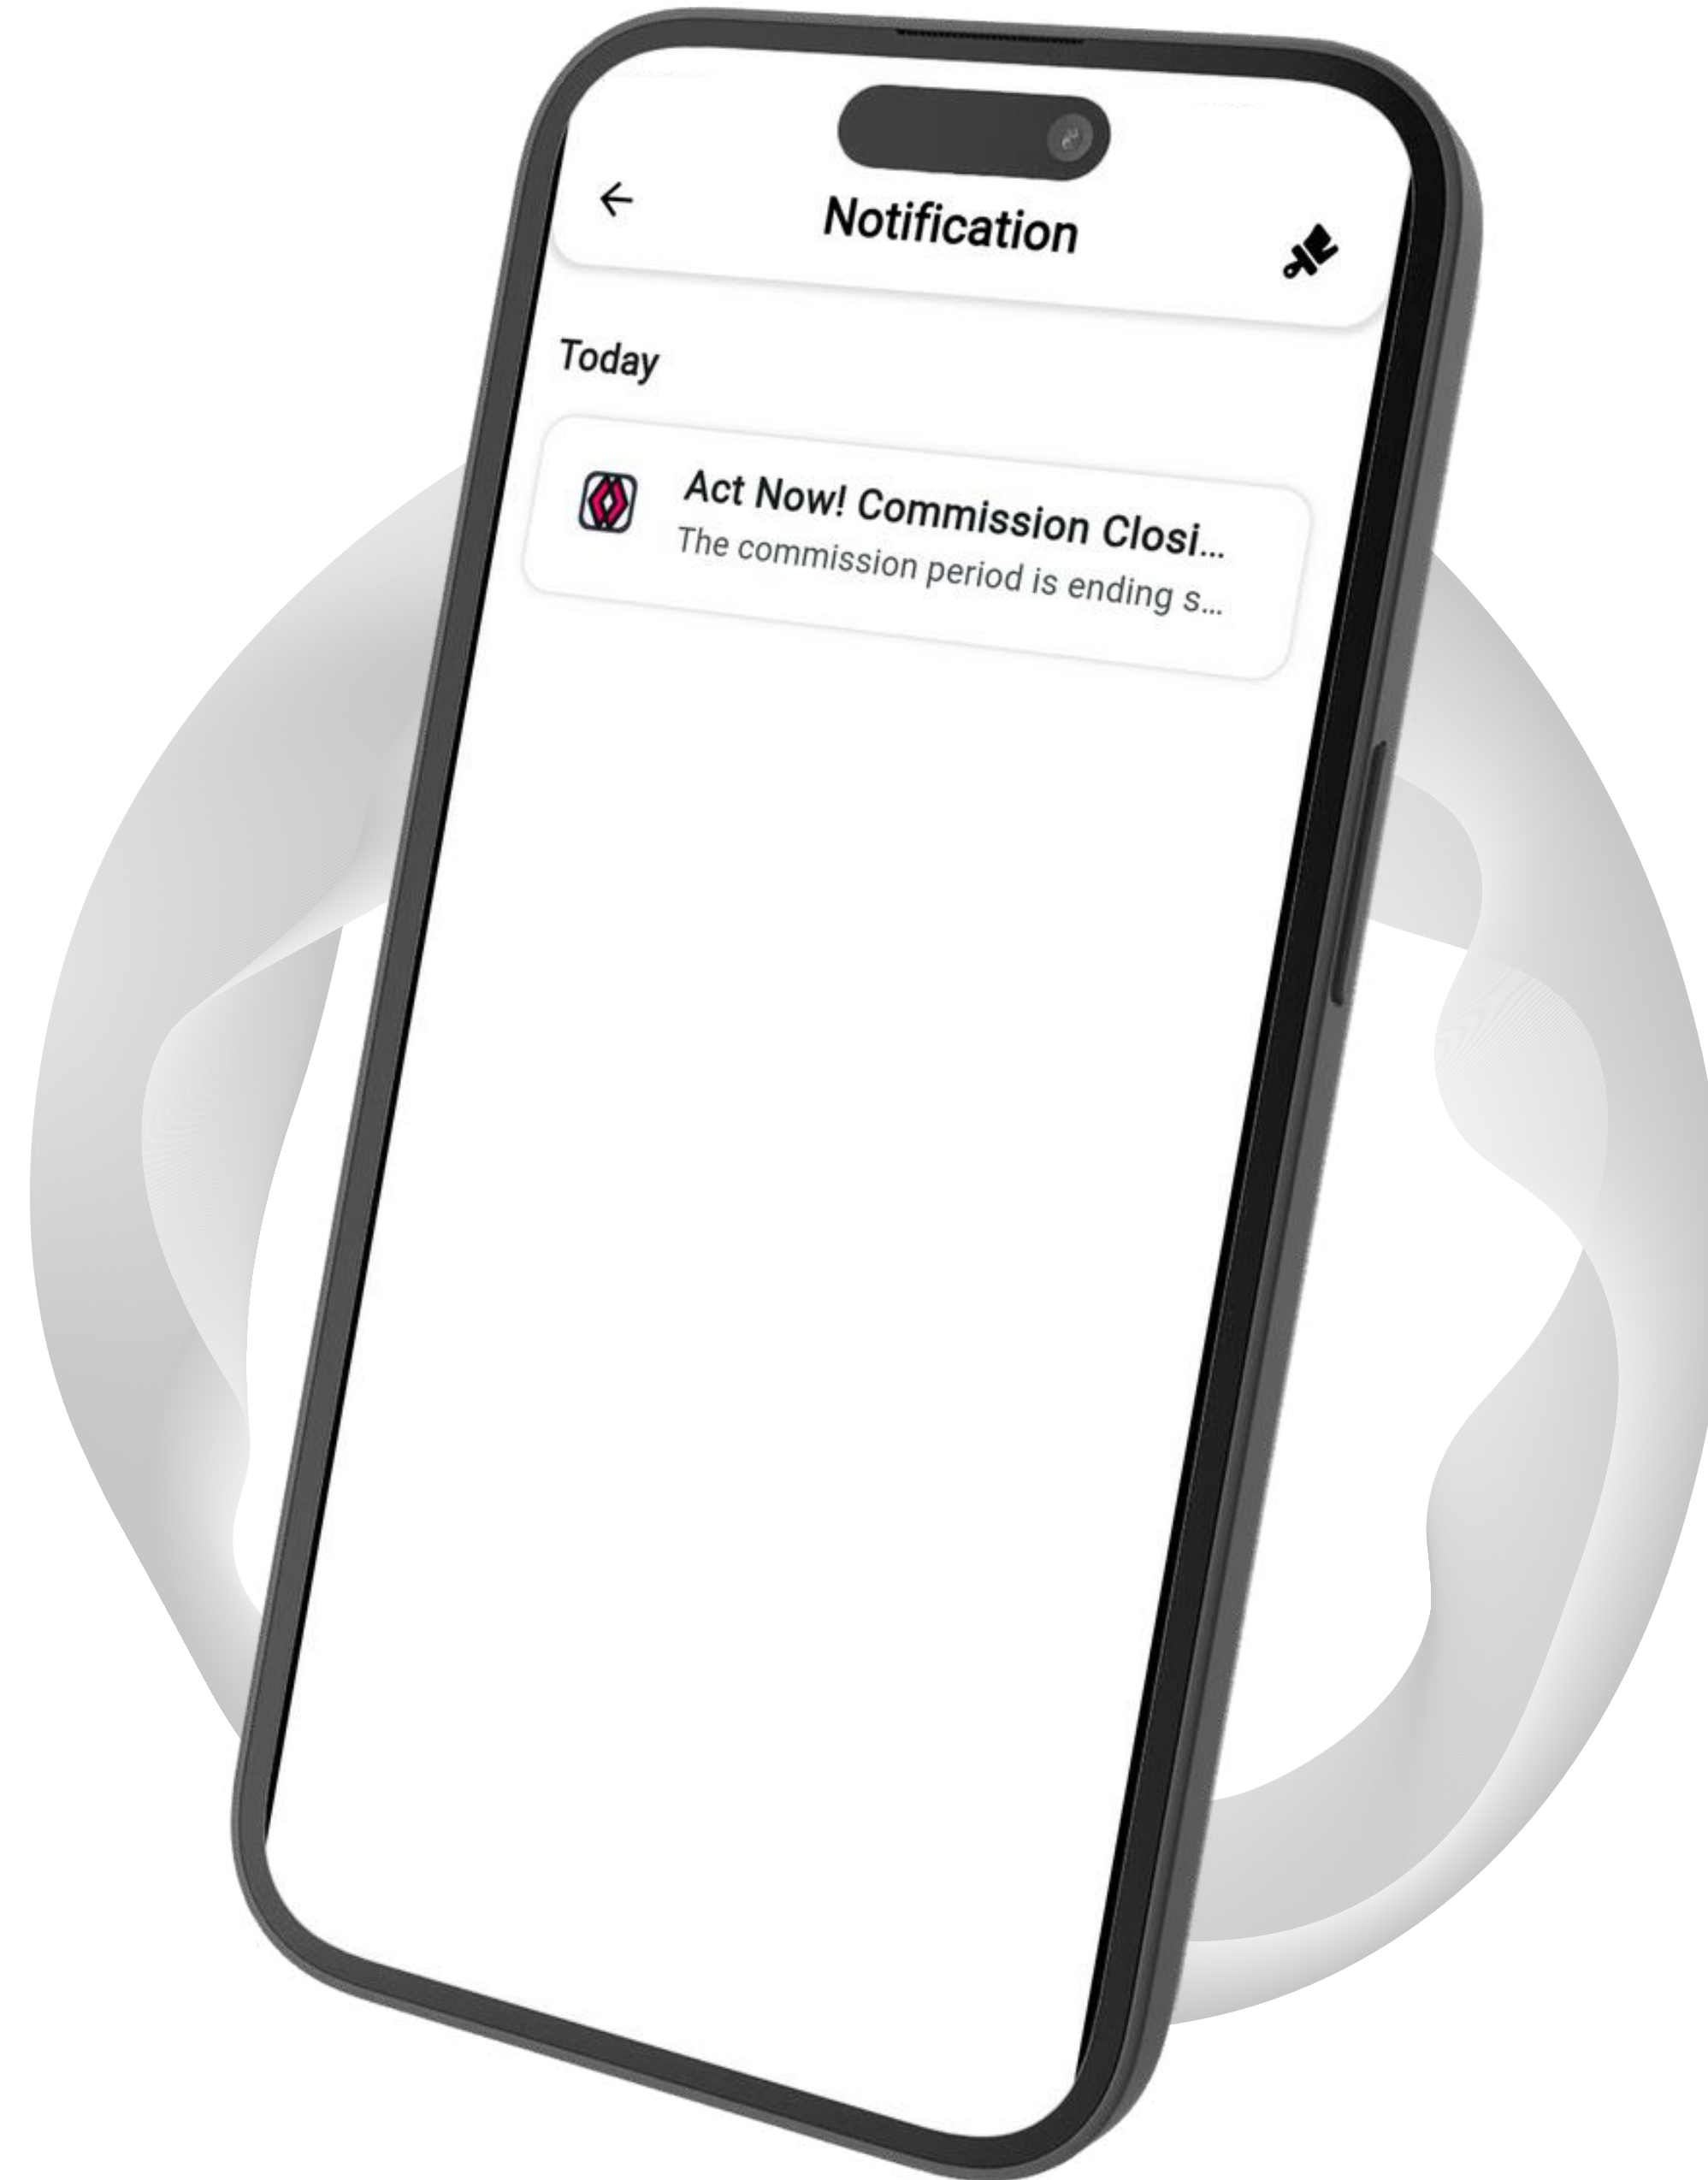 Notification
Today
Act Now! Commission Closi...
The commission period is ending s...